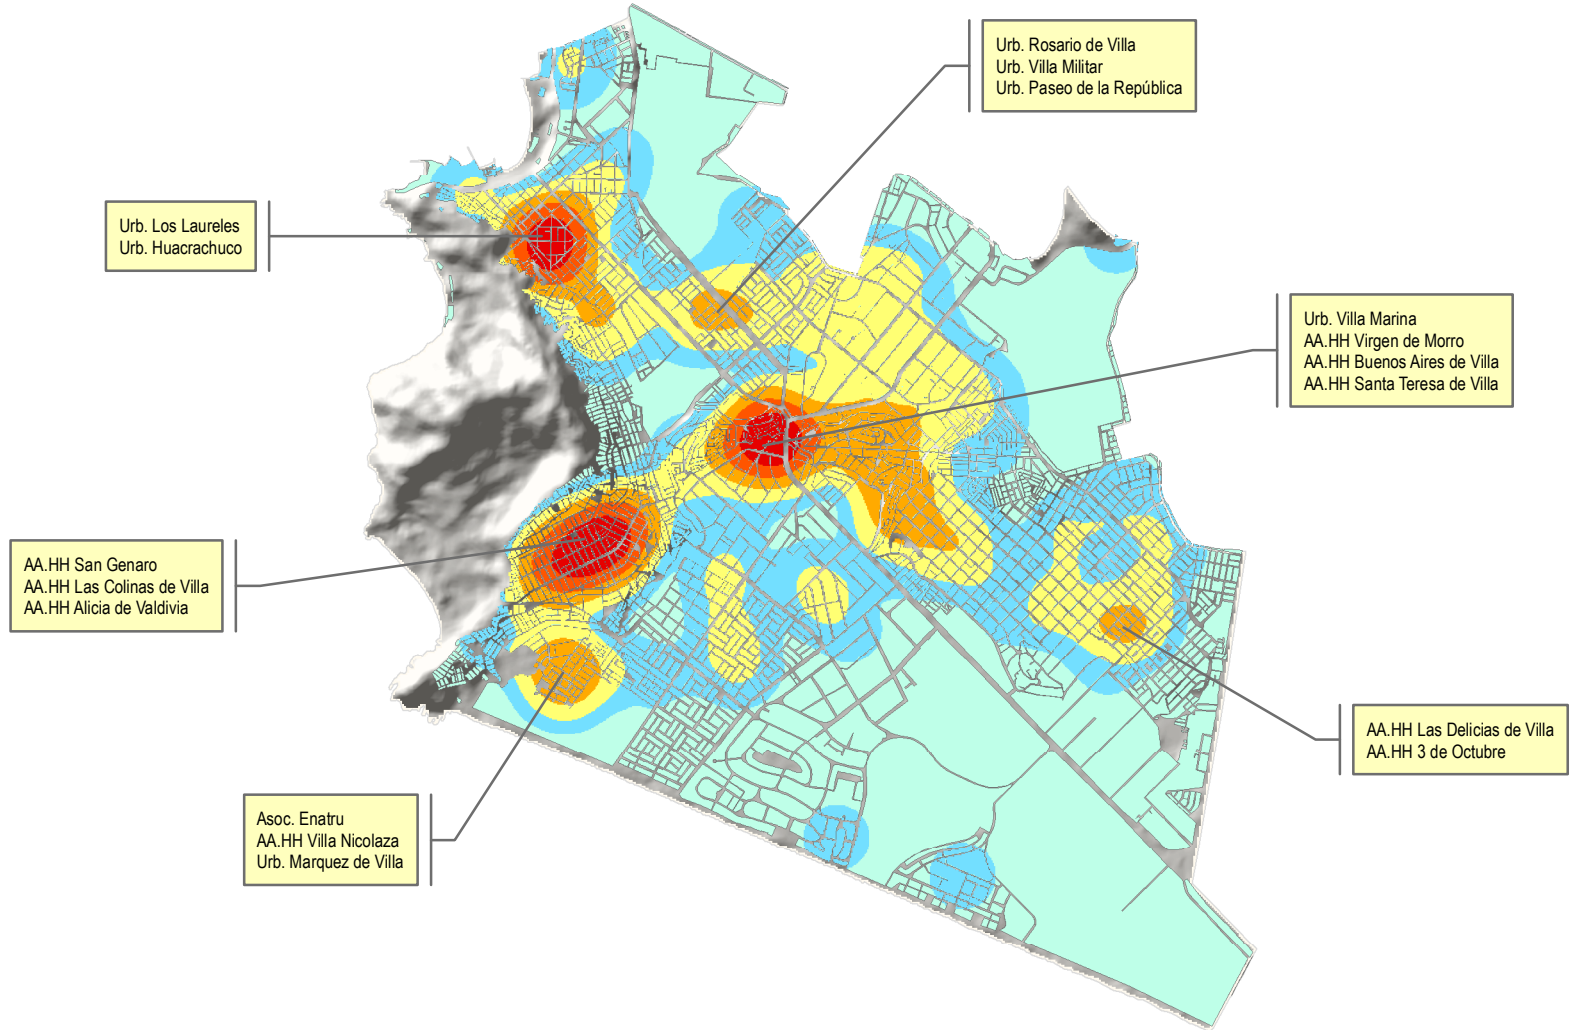 Urb. Rosario de Villa
Urb. Villa Militar
Urb. Paseo de la República
Urb. Los Laureles
Urb. Huacrachuco
Urb. Villa Marina
AA.HH Virgen de Morro
AA.HH Buenos Aires de Villa
AA.HH Santa Teresa de Villa
AA.HH San Genaro
AA.HH Las Colinas de Villa
AA.HH Alicia de Valdivia
AA.HH Las Delicias de Villa
AA.HH 3 de Octubre
Asoc. Enatru
AA.HH Villa Nicolaza
Urb. Marquez de Villa